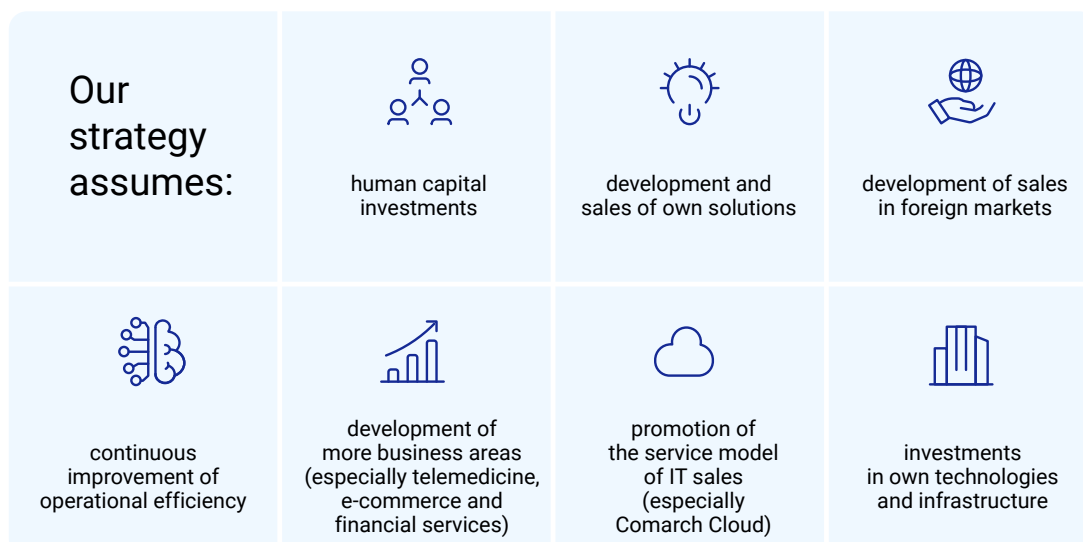 Our
strategy
assumes:
human capital
investments
development and
sales of own solutions
development of sales
in foreign markets
continuous
improvement of
operational efficiency
development of
more business areas
(especially telemedicine,
e-commerce and
financial services)
promotion of
the service model
of IT sales
(especially
Comarch Cloud)
investments
in own technologies
and infrastructure